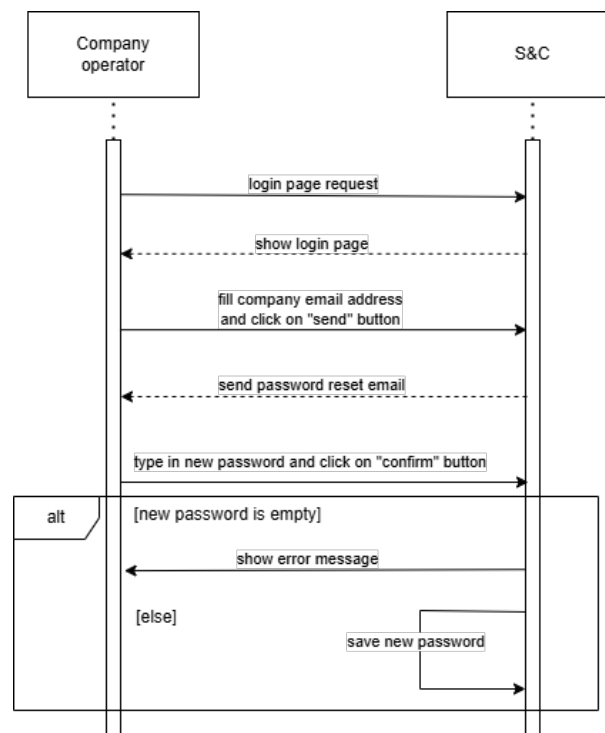 Company
operator
S&C
login page request
show login page
fill company email address
and click on "send" button
send password reset email
type in new password and click on "confirm" button
alt
[new password is empty]
show error message
[else]
save new password